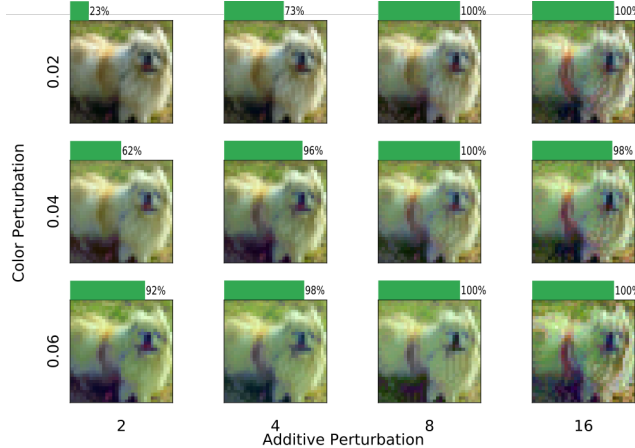 23% 73% 100% 100%
0.02
62% 96% 100% 98%
0.04
Color Perturbation
92% 98% 100% 100%
0.06
2 4 8 16
Additive Perturbation